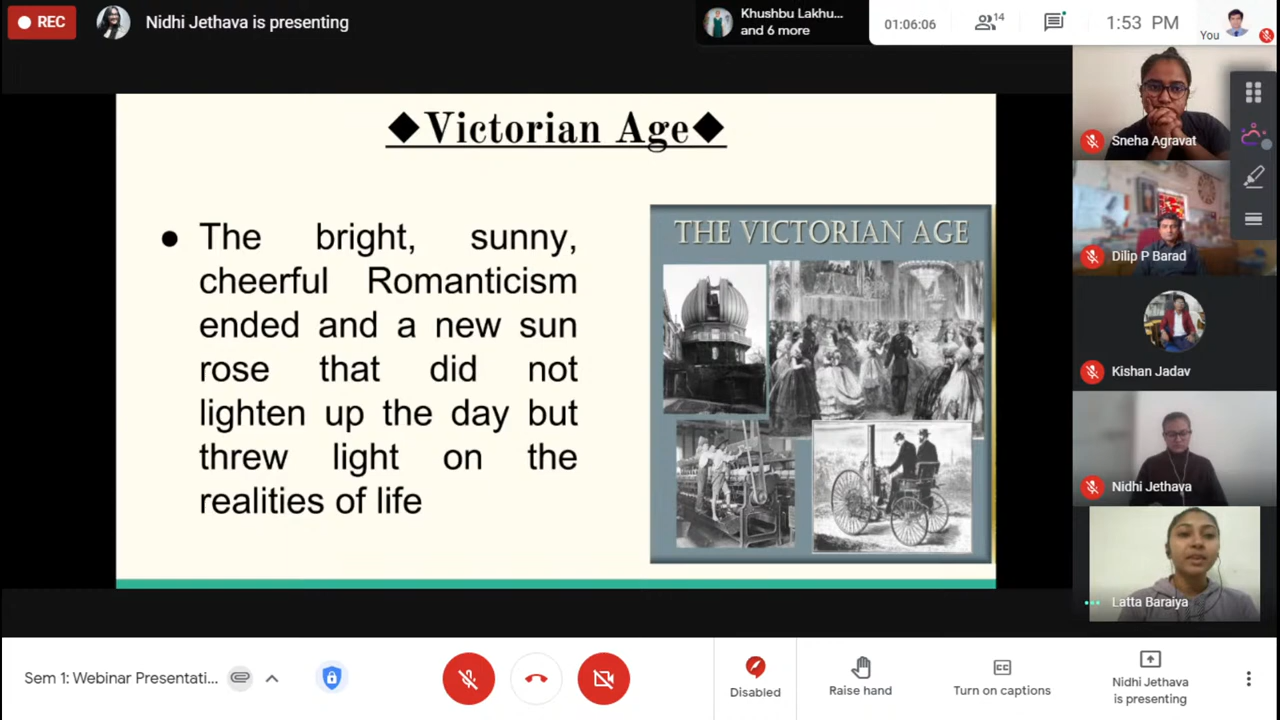 REC
Nidhi Jethava is presenting
Khushbu Lakhu...
and 6 more
01:06:06
14
1:53 PM
You
◆Victorian Age◆
● The bright, sunny,
cheerful Romanticism
ended and a new sun
rose that did not
lighten up the day but
threw light on the
realities of life
THE VICTORIAN AGE
Sneha Agravat
Dilip P Barad
Kishan Jadav
Nidhi Jethava
Latta Baraiya
Sem 1: Webinar Presentati...
Disabled
Raise hand
CC
Turn on captions
Nidhi Jethava
is presenting